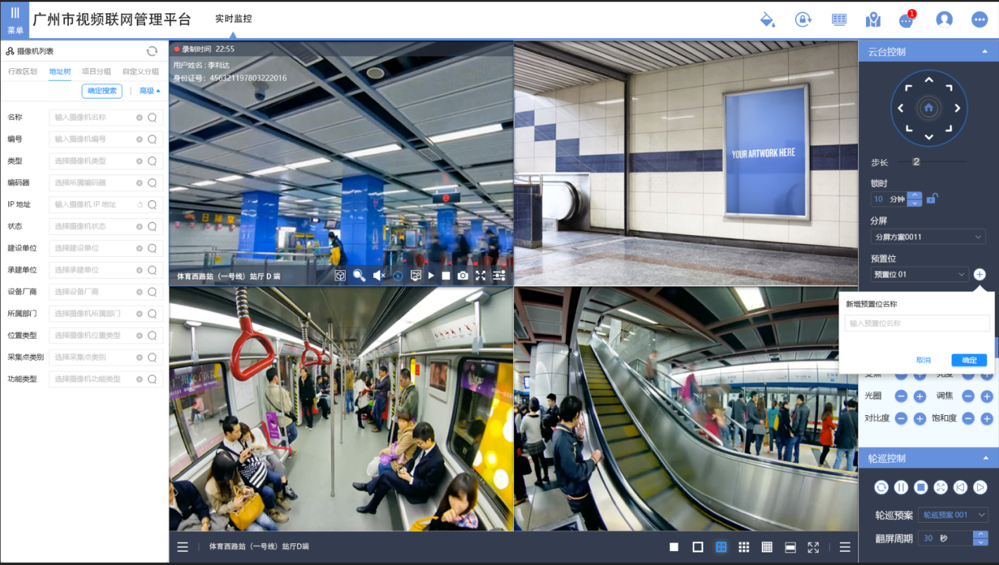 菜单
广州市视频联网管理平台
实时监控
1
摄像机列表
行政区划 地址树 项目分组 自定义分组
确定搜索 高级
名称 输入摄像机名称
编号 输入摄像机编号
类型 选择摄像机类型
编码器 选择所属编码器
IP 地址 输入摄像机 IP 地址
状态 选择摄像机状态
建设单位 选择建设单位
承建单位 选择承建单位
设备厂商 选择设备厂商
所属部门 选择摄像机所属部门
位置类型 选择摄像机位置类型
采集点类别 选择采集点类别
功能类型 选择摄像机功能类型
录制时间 22:55
用户姓名 : 李利达
身份证号: 456321197803222016
体育西路站（一号线）站厅 D 端
YOUR ARTWORK HERE
体育西路站（一号线）站厅D端
云台控制
步长 2
锁时
10 分钟
分屏
分屏方案0011
预置位
预置位 01
新增预置位名称
输入预置位名称
取消 确定
光圈 调焦
对比度 饱和度
轮巡控制
轮巡预案 轮巡预案 001
翻屏周期 30 秒